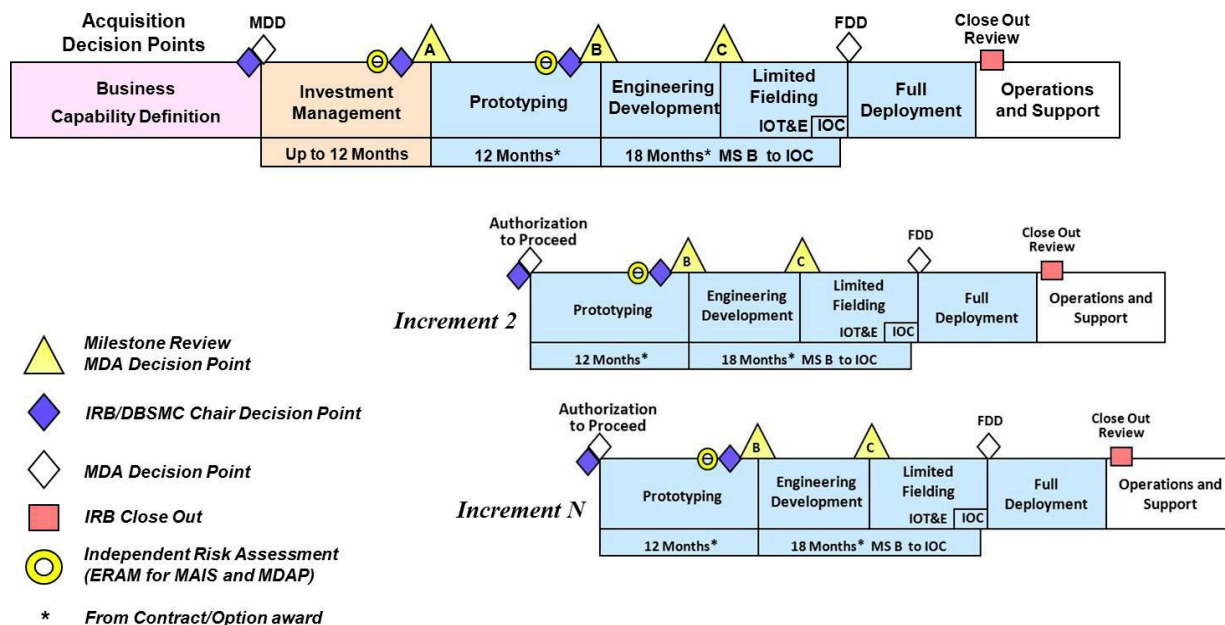 Acquisition
Decision Points
MDD
A
B
C
FDD
Close Out
Review
Business
Capability Definition
Investment
Management
Prototyping
Engineering
Development
Limited
Fielding
IOT&E
IOC
Full
Deployment
Operations
and Support
Up to 12 Months
12 Months*
18 Months* MS B to IOC
Authorization
to Proceed
B
C
FDD
Close Out
Review
Increment 2
Prototyping
Engineering
Development
Limited
Fielding
IOT&E
IOC
Full
Deployment
Operations and
Support
12 Months*
18 Months* MS B to IOC
Authorization
to Proceed
B
C
FDD
Close Out
Review
Increment N
Prototyping
Engineering
Development
Limited
Fielding
IOT&E
IOC
Full
Deployment
Operations and
Support
12 Months*
18 Months* MS B to IOC
Milestone Review
MDA Decision Point
IRB/DBSMC Chair Decision Point
MDA Decision Point
IRB Close Out
Independent Risk Assessment
(ERAM for MAIS and MDAP)
* From Contract/Option award